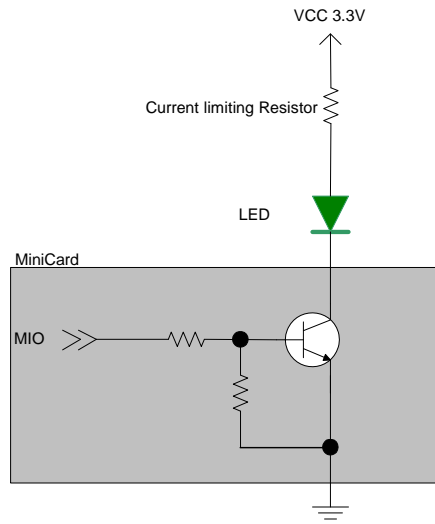 VCC 3.3V
Current limiting Resistor
LED
MiniCard
MIO